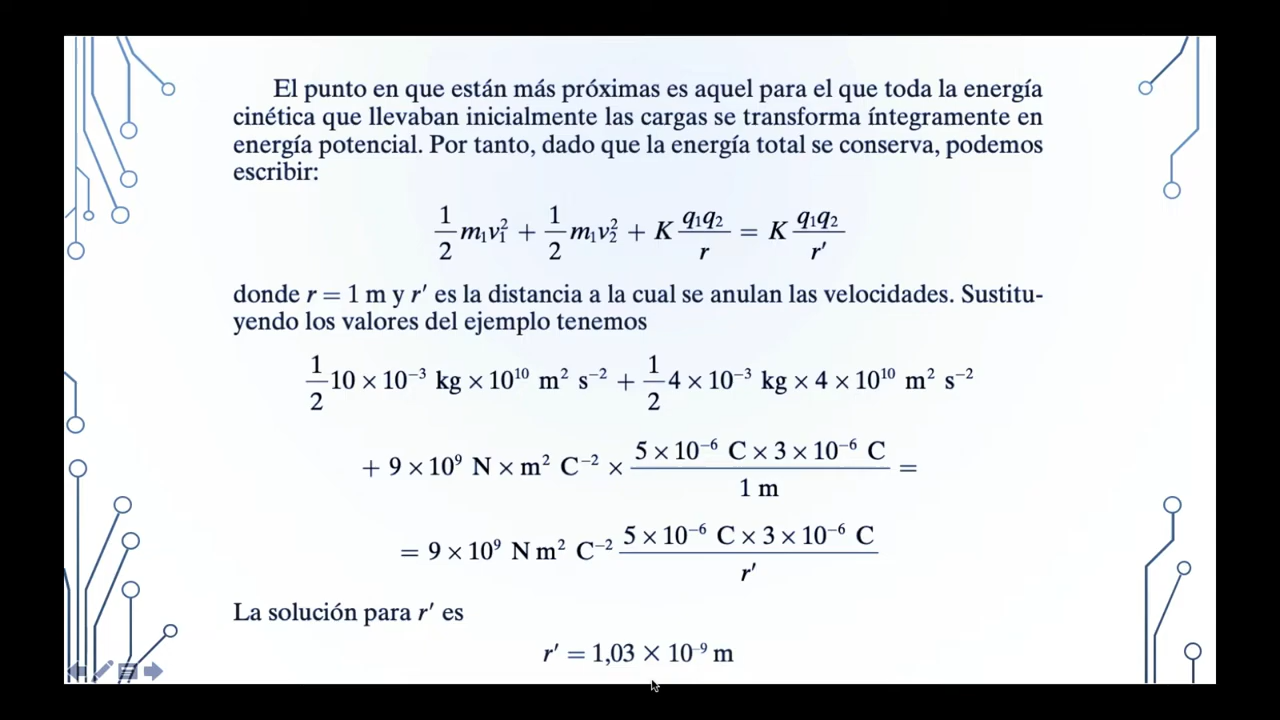 El punto en que están más próximas es aquel para el que toda la energía
cinética que llevaban inicialmente las cargas se transforma íntegramente en
energía potencial. Por tanto, dado que la energía total se conserva, podemos
escribir:
1/2 m₁v₁² + 1/2 m₁v₂² + K q₁q₂/r = K q₁q₂/r′
donde r = 1 m y r′ es la distancia a la cual se anulan las velocidades. Sustitu-
yendo los valores del ejemplo tenemos
1/2 10 × 10⁻³ kg × 10¹⁰ m² s⁻² + 1/2 4 × 10⁻³ kg × 4 × 10¹⁰ m² s⁻²
+ 9 × 10⁹ N × m² C⁻² × 5 × 10⁻⁶ C × 3 × 10⁻⁶ C / 1 m =
= 9 × 10⁹ N m² C⁻² 5 × 10⁻⁶ C × 3 × 10⁻⁶ C / r′
La solución para r′ es
r′ = 1,03 × 10⁻⁹ m